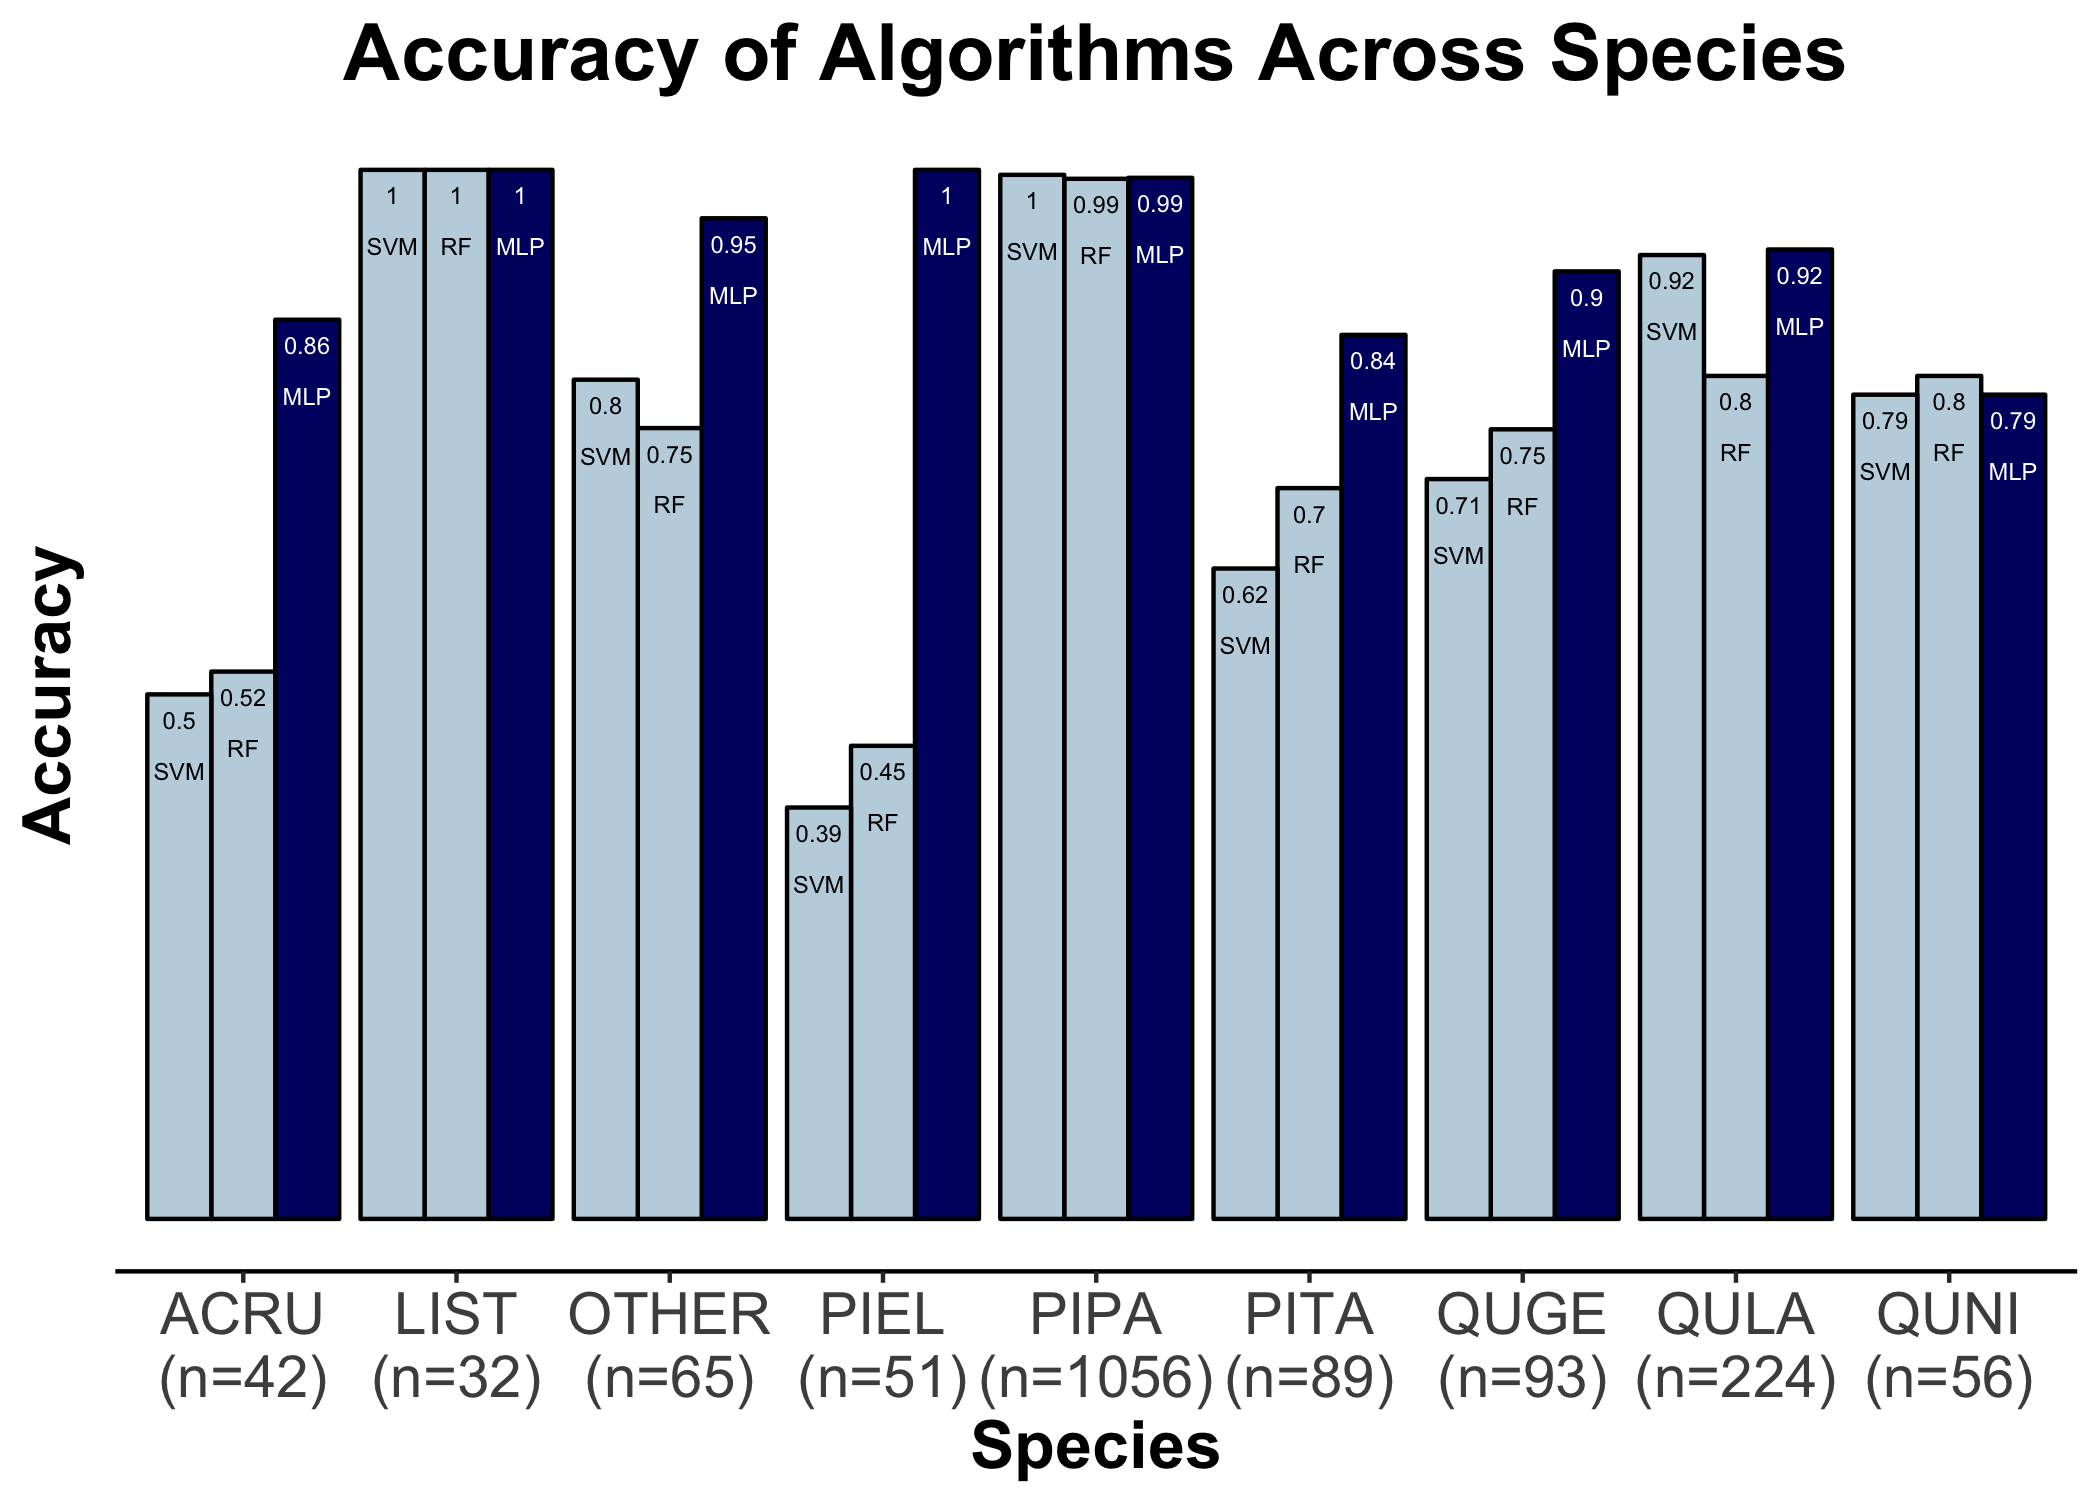 Accuracy of Algorithms Across Species
Accuracy
0.5
SVM
0.52
RF
0.86
MLP
1
SVM
1
RF
1
MLP
0.8
SVM
0.75
RF
0.95
MLP
0.39
SVM
0.45
RF
1
MLP
1
SVM
0.99
RF
0.99
MLP
0.62
SVM
0.7
RF
0.84
MLP
0.71
SVM
0.75
RF
0.9
MLP
0.92
SVM
0.8
RF
0.92
MLP
0.79
SVM
0.8
RF
0.79
MLP
ACRU
(n=42)
LIST
(n=32)
OTHER
(n=65)
PIEL
(n=51)
PIPA
(n=1056)
PITA
(n=89)
QUGE
(n=93)
QULA
(n=224)
QUNI
(n=56)
Species